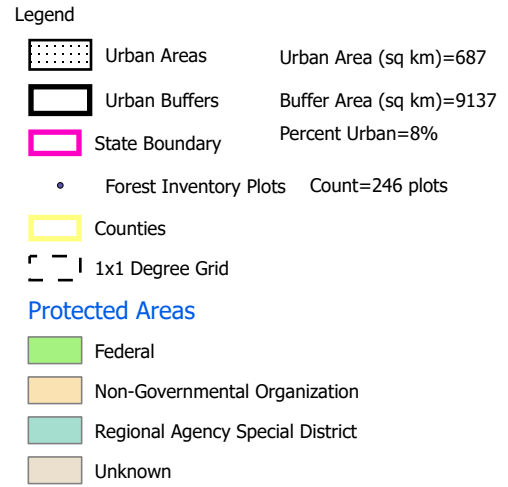 Legend
Urban Areas Urban Area (sq km)=687
Urban Buffers Buffer Area (sq km)=9137
State Boundary Percent Urban=8%
Forest Inventory Plots Count=246 plots
Counties
1x1 Degree Grid
Protected Areas
Federal
Non-Governmental Organization
Regional Agency Special District
Unknown